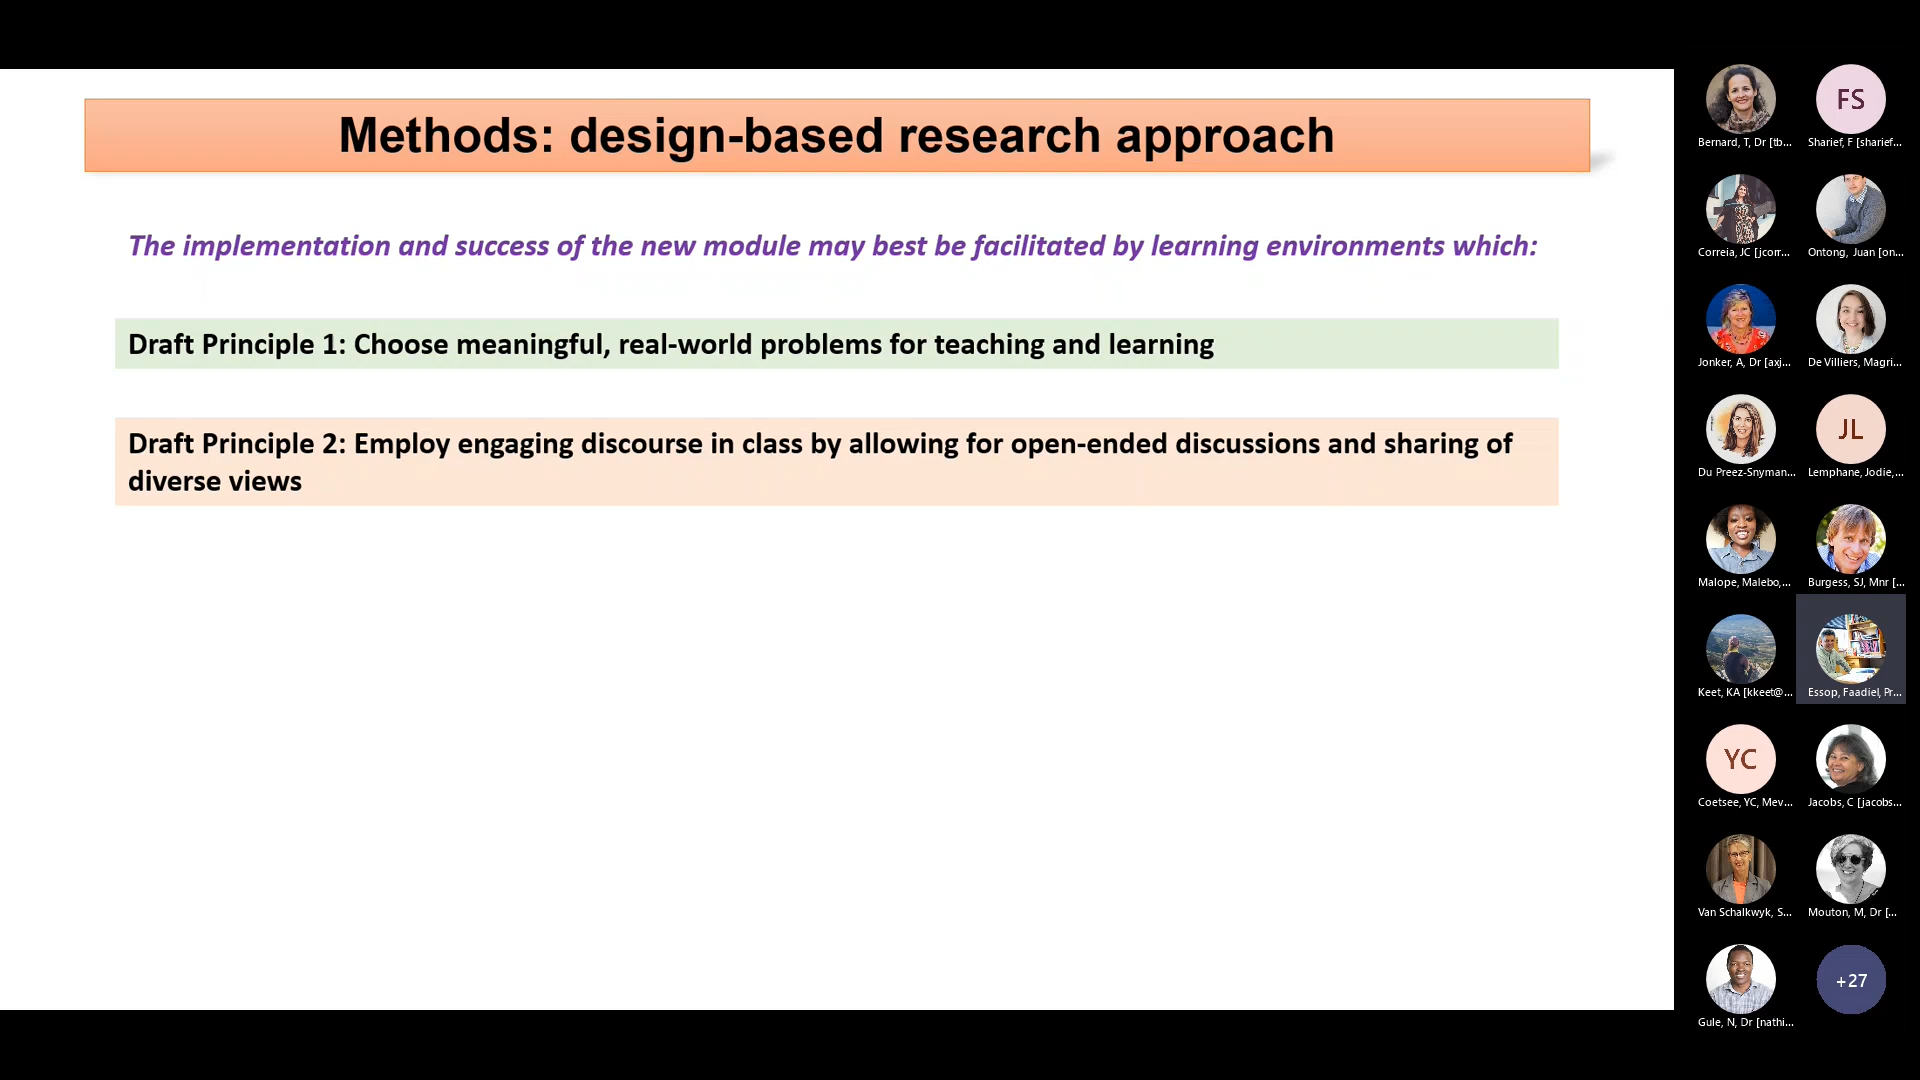 Methods: design-based research approach
The implementation and success of the new module may best be facilitated by learning environments which:
Draft Principle 1: Choose meaningful, real-world problems for teaching and learning
Draft Principle 2: Employ engaging discourse in class by allowing for open-ended discussions and sharing of
diverse views
Bernard, T, Dr [tb...
FS
Sharief, F [sharief...
Correia, JC [jcorr...
Ontong, Juan [on...
Jonker, A, Dr [axj...
De Villiers, Magri...
Du Preez-Snyman...
JL
Lemphane, Jodie,...
Malope, Malebo,...
Burgess, SJ, Mnr [...
Keet, KA [kkeet@...
Essop, Faadiel, Pr...
YC
Coetsee, YC, Mev...
Jacobs, C [jacobs...
Van Schalkwyk, S...
Mouton, M, Dr [...
Gule, N, Dr [nathi...
+27